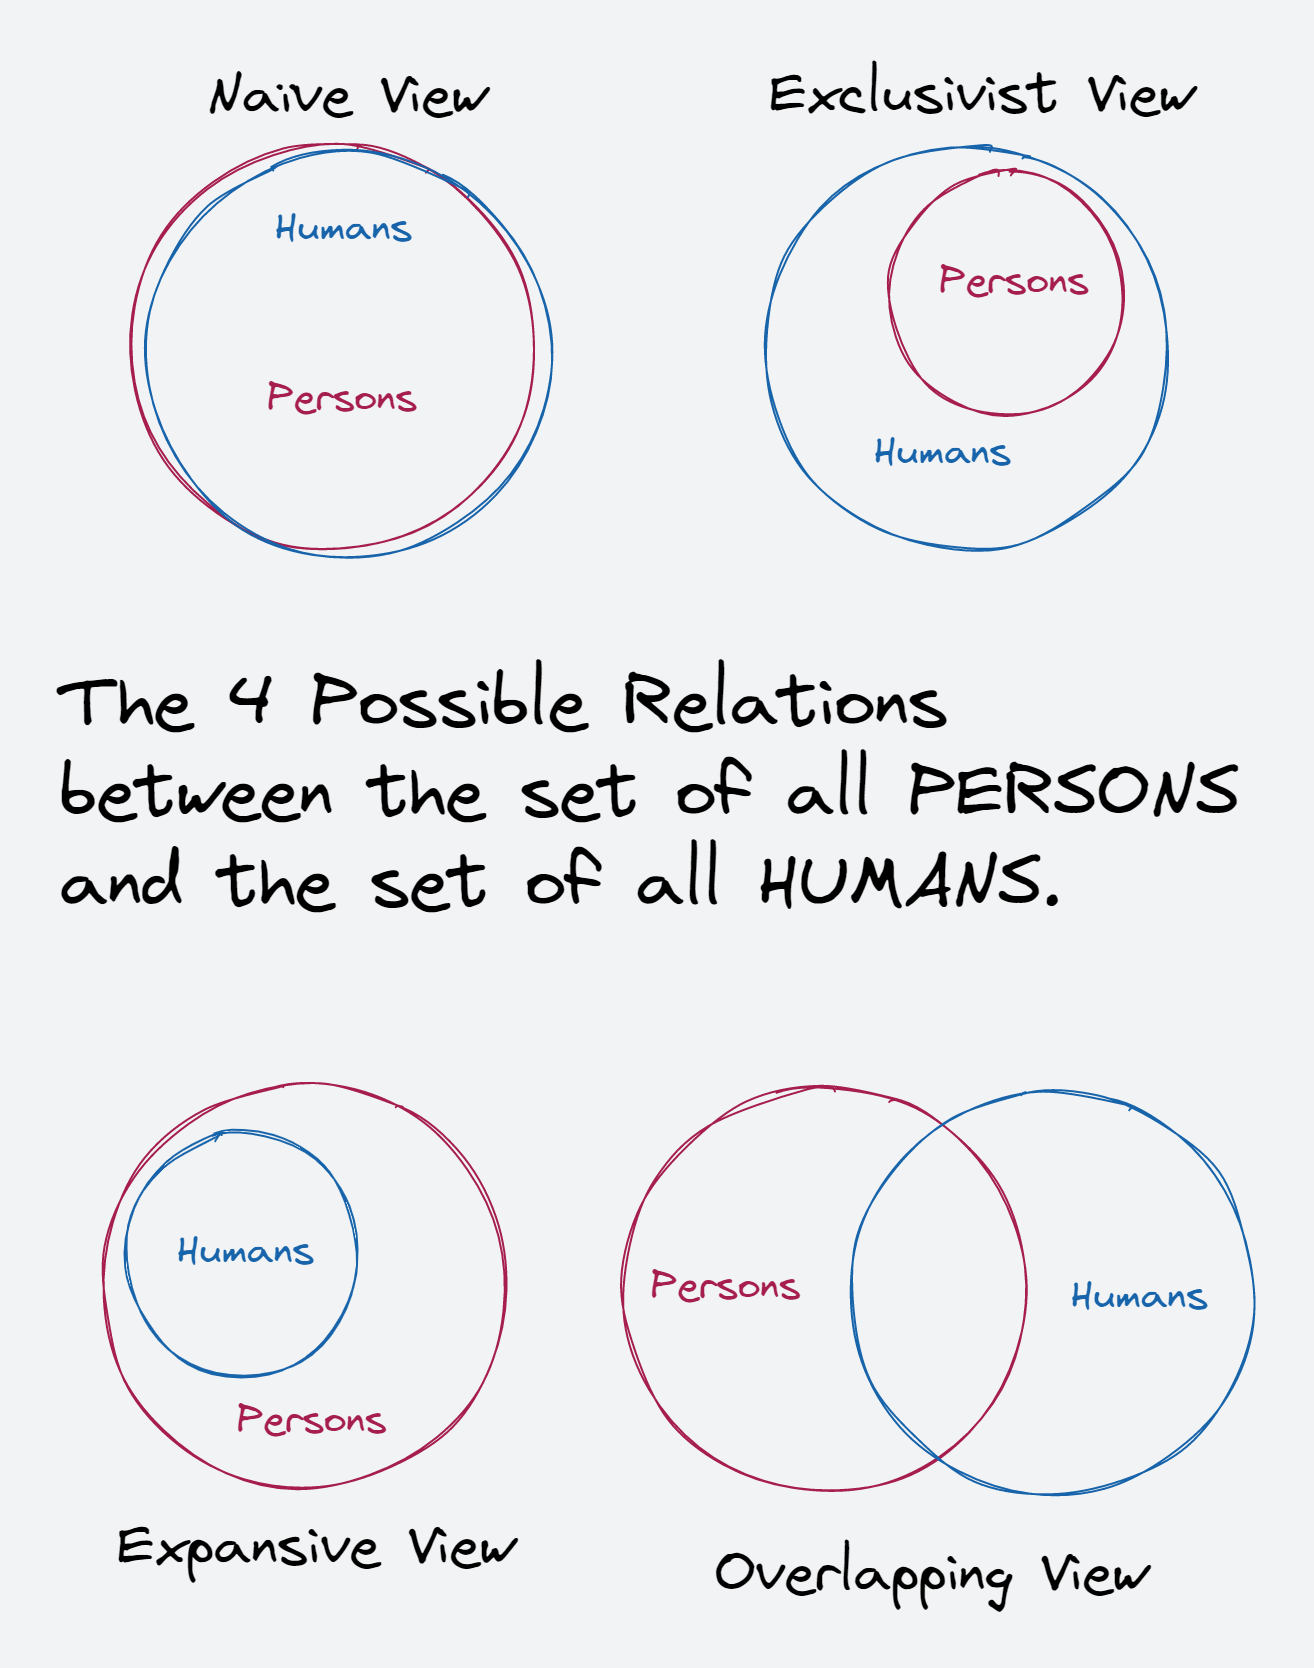 Naïve View
Humans
Persons
Exclusivist View
Persons
Humans
The 4 Possible Relations
between the set of all PERSONS
and the set of all HUMANS.
Humans
Persons
Expansive View
Persons
Humans
Overlapping View